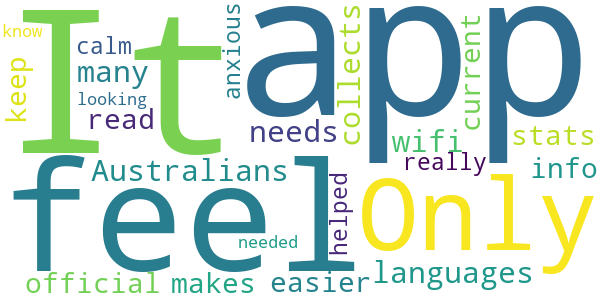 know
It
app
calm
anxious
many
looking
keep
read
needs
collects
current
wifi
stats
really
info
Australians
feel
helped
Only
needed
languages
official
makes
easier